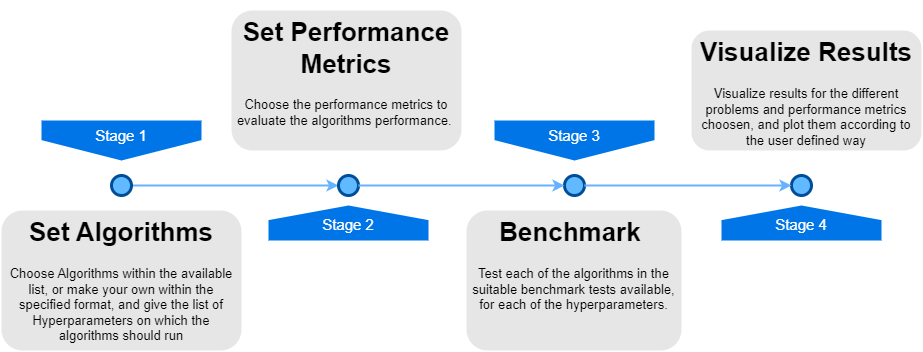 Stage 1
Set Algorithms
Choose Algorithms within the available
list, or make your own within the
specified format, and give the list of
Hyperparameters on which the
algorithms should run
Set Performance
Metrics
Choose the performance metrics to
evaluate the algorithms performance.
Stage 2
Stage 3
Benchmark
Test each of the algorithms in the
suitable benchmark tests available,
for each of the hyperparameters.
Visualize Results
Visualize results for the different
problems and performance metrics
choosen, and plot them according to
the user defined way
Stage 4